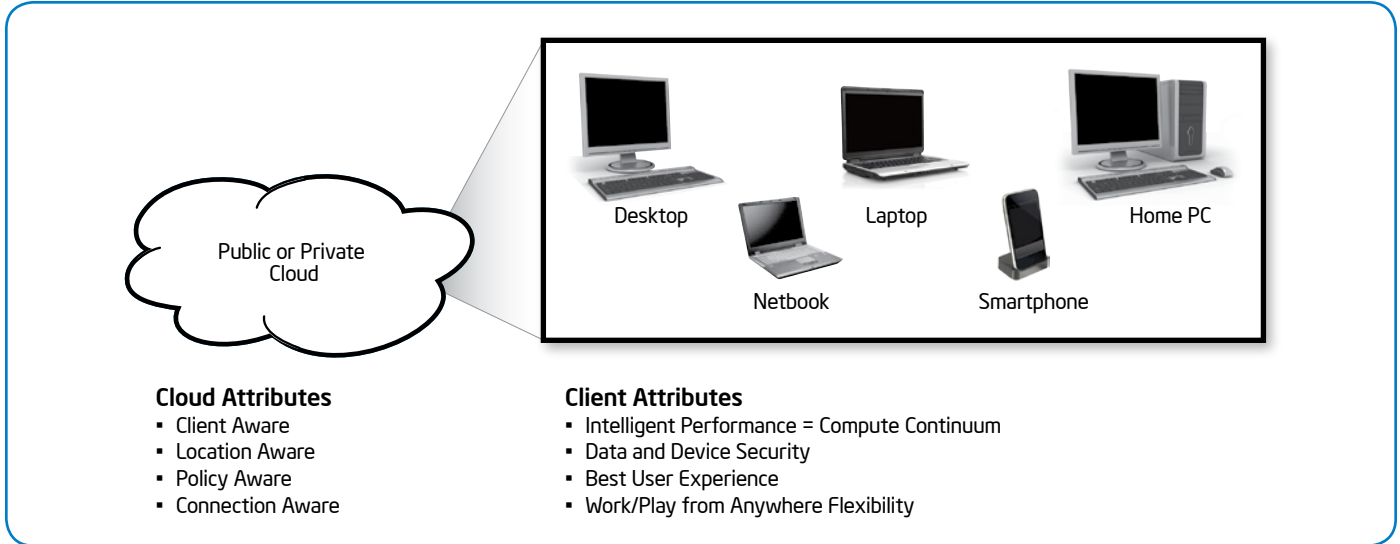 Desktop
Laptop
Home PC
Netbook
Smartphone
Public or Private
Cloud
Cloud Attributes
▪ Client Aware
▪ Location Aware
▪ Policy Aware
▪ Connection Aware
Client Attributes
▪ Intelligent Performance = Compute Continuum
▪ Data and Device Security
▪ Best User Experience
▪ Work/Play from Anywhere Flexibility